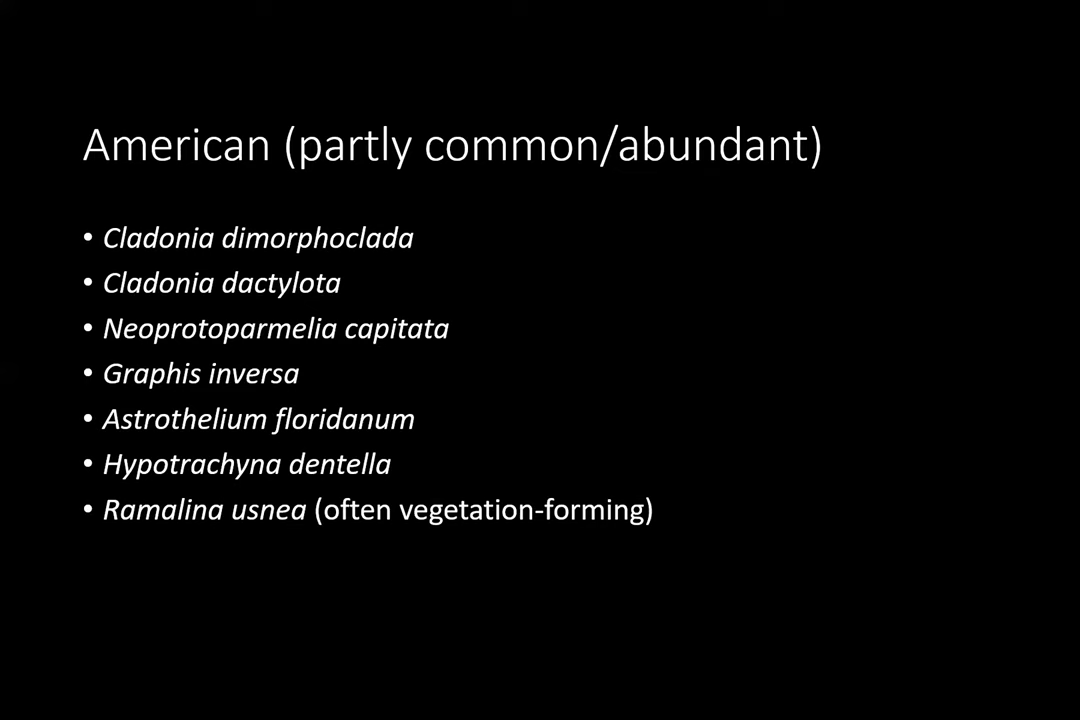 American (partly common/abundant)
• Cladonia dimorphoclada
• Cladonia dactylota
• Neoprotoparmelia capitata
• Graphis inversa
• Astrothelium floridanum
• Hypotrachyna dentella
• Ramalina usnea (often vegetation-forming)